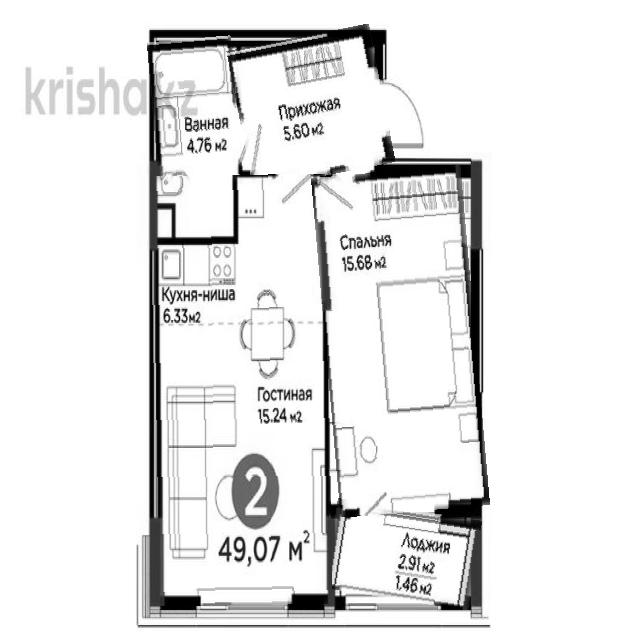 krisha.kz
Прихожая
5.60 м2
Ванная
4.76 м2
Спальня
15.68 м2
Кухня-ниша
6.33 м2
Гостиная
15.24 м2
2
49,07 м²
Лоджия
2.91 м2
1.46 м2